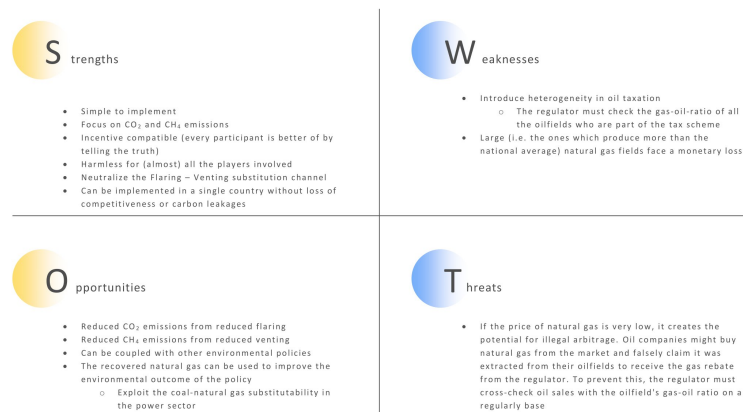 Strengths
• Simple to implement
• Focus on CO₂ and CH₄ emissions
• Incentive compatible (every participant is better of by
telling the truth)
• Harmless for (almost) all the players involved
• Neutralize the Flaring – Venting substitution channel
• Can be implemented in a single country without loss of
competitiveness or carbon leakages
Weaknesses
• Introduce heterogeneity in oil taxation
○ The regulator must check the gas-oil-ratio of all
the oilfields who are part of the tax scheme
• Large (i.e. the ones which produce more than the
national average) natural gas fields face a monetary loss
Opportunities
• Reduced CO₂ emissions from reduced flaring
• Reduced CH₄ emissions from reduced venting
• Can be coupled with other environmental policies
• The recovered natural gas can be used to improve the
environmental outcome of the policy
○ Exploit the coal-natural gas substitutability in
the power sector
Threats
• If the price of natural gas is very low, it creates the
potential for illegal arbitrage. Oil companies might buy
natural gas from the market and falsely claim it was
extracted from their oilfields to receive the gas rebate
from the regulator. To prevent this, the regulator must
cross-check oil sales with the oilfield's gas-oil ratio on a
regularly base